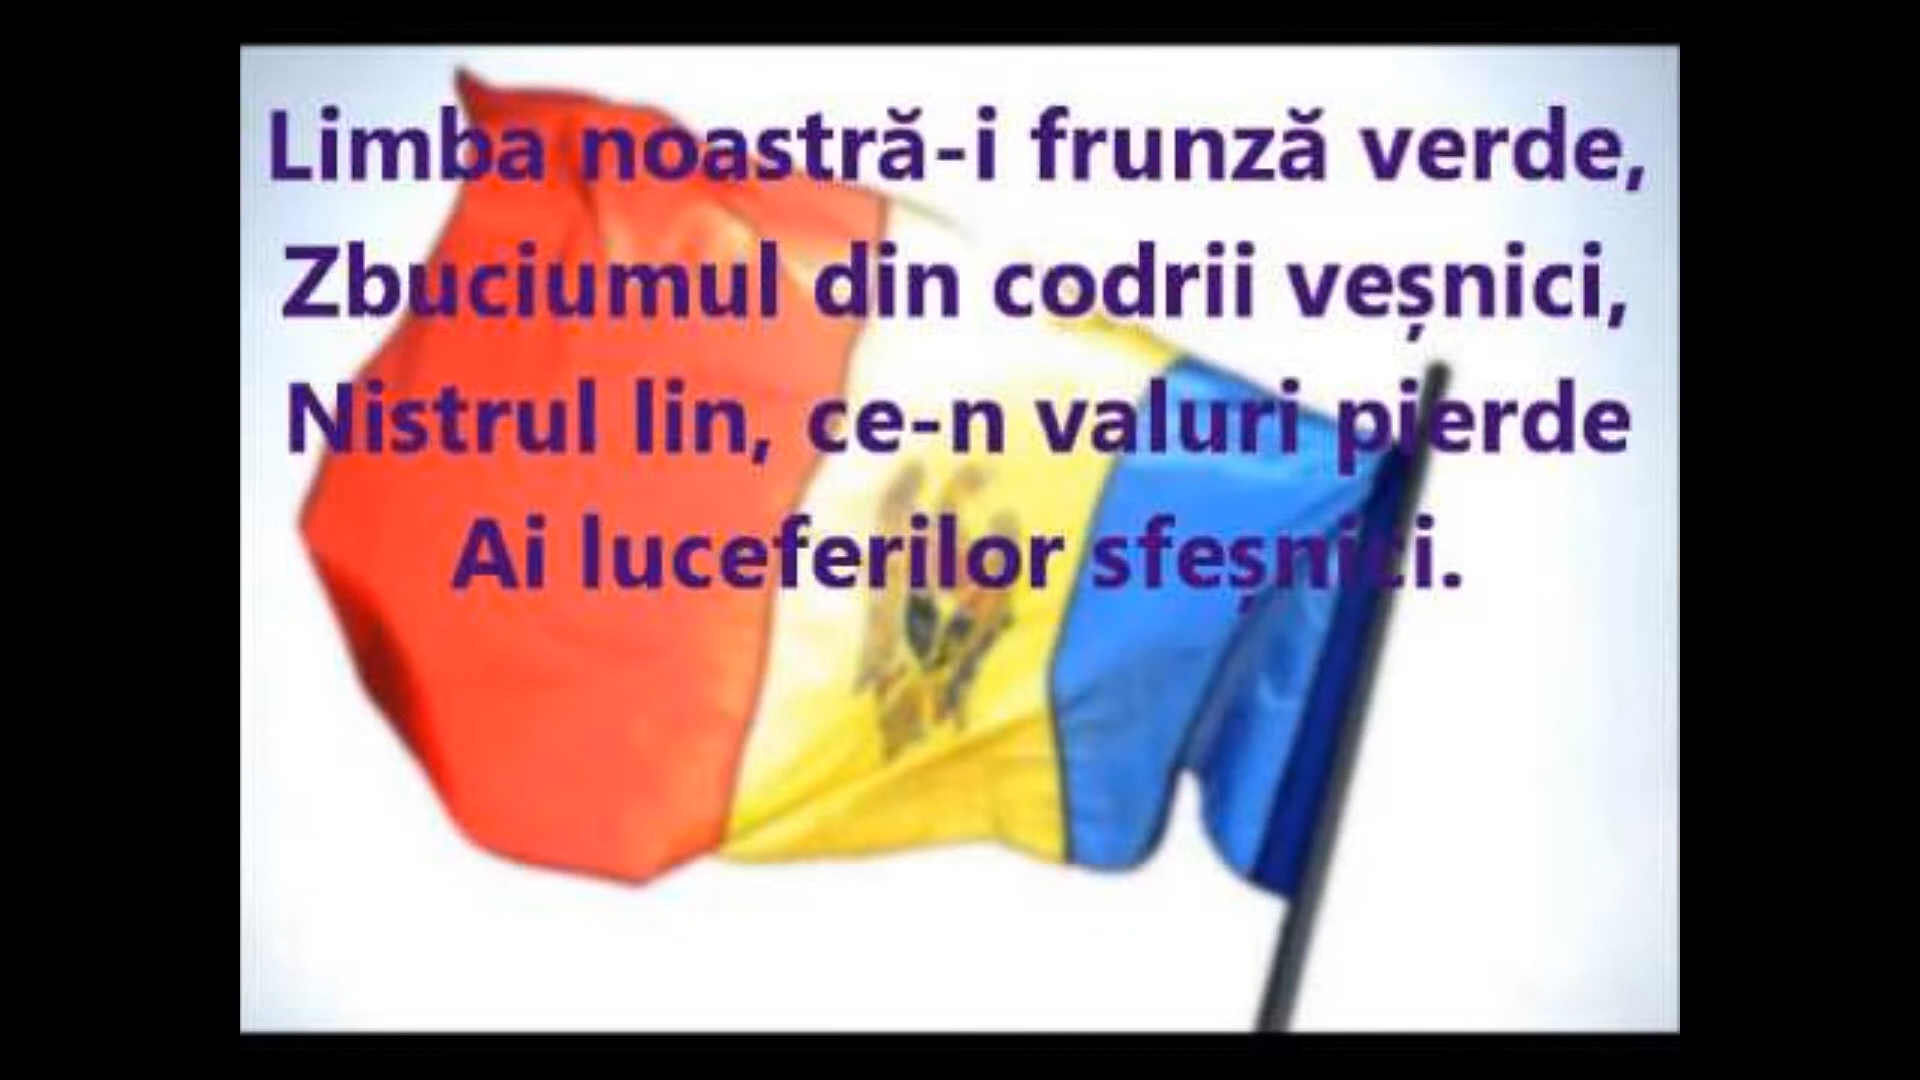 Limba noastră-i frunză verde,
Zbuciumul din codrii veșnici,
Nistrul lin, ce-n valuri pierde
Ai luceferilor sfeșnici.